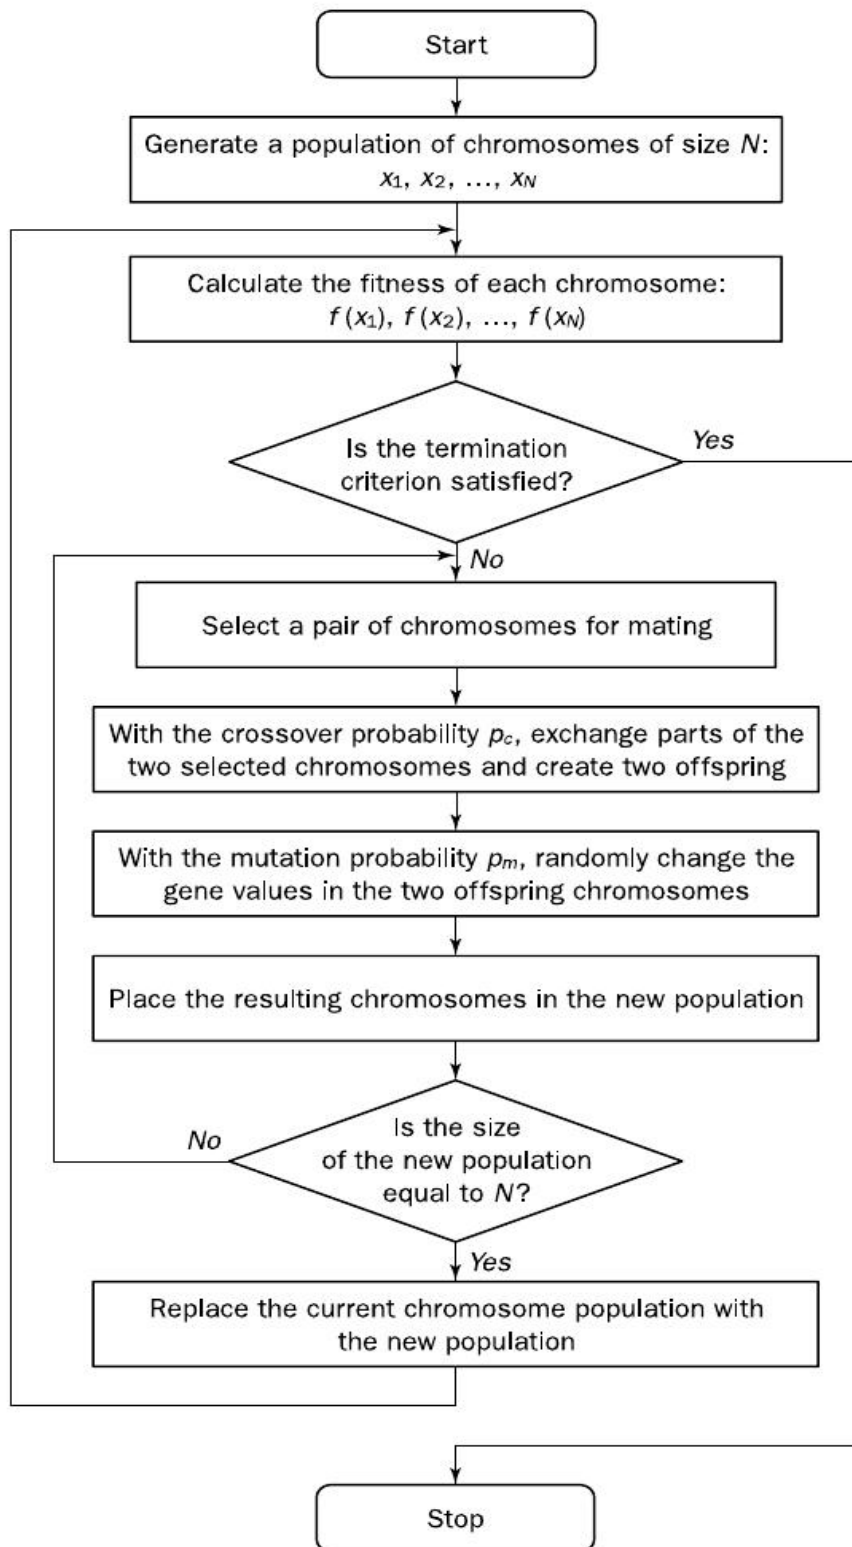 Start
Generate a population of chromosomes of size N:
x₁, x₂, ..., x_N
Calculate the fitness of each chromosome:
f (x₁), f (x₂), ..., f (x_N)
Is the termination
criterion satisfied?
Yes
No
Select a pair of chromosomes for mating
With the crossover probability p_c, exchange parts of the
two selected chromosomes and create two offspring
With the mutation probability p_m, randomly change the
gene values in the two offspring chromosomes
Place the resulting chromosomes in the new population
Is the size
of the new population
equal to N?
No
Yes
Replace the current chromosome population with
the new population
Stop